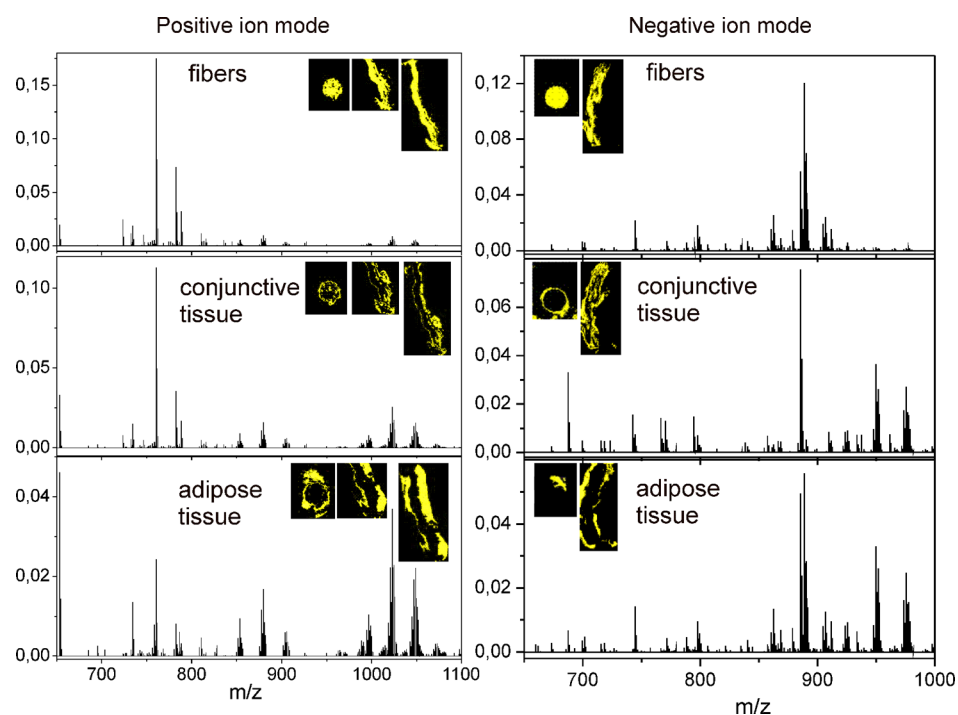 Positive ion mode
Negative ion mode
fibers
0,15
0,10
0,05
0,00
conjunctive
tissue
0,10
0,05
0,00
adipose
tissue
0,04
0,02
0,00
700
800
900
1000
1100
m/z
fibers
0,12
0,08
0,04
0,00
conjunctive
tissue
0,06
0,04
0,02
0,00
adipose
tissue
0,04
0,02
0,00
700
800
900
1000
m/z